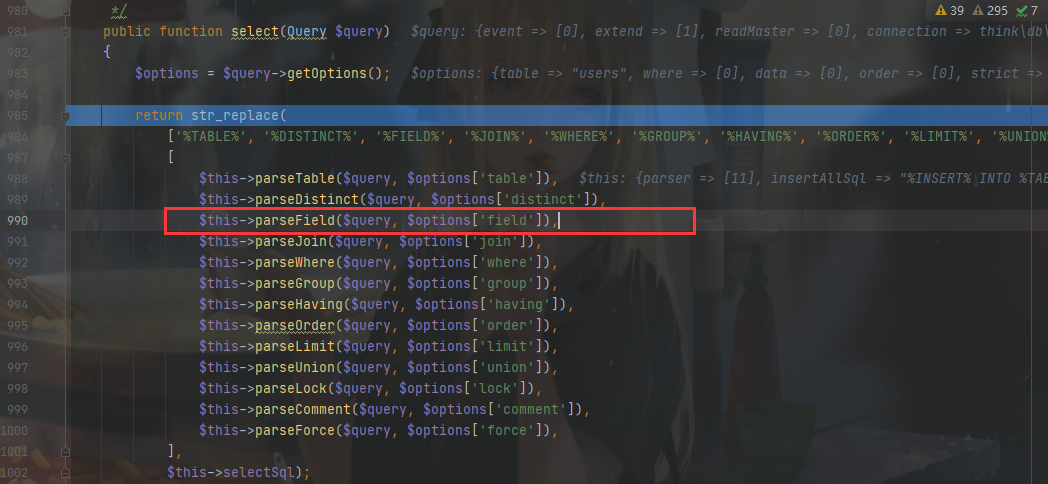 39 295 7
980 */
981 public function select(Query $query) $query: {event => [0], extend => [1], readMaster => [0], connection => think\db\
982 {
983 $options = $query->getOptions(); $options: {table => "users", where => [0], data => [0], order => [0], strict =>
984
985 return str_replace(
986 ['%TABLE%', '%DISTINCT%', '%FIELD%', '%JOIN%', '%WHERE%', '%GROUP%', '%HAVING%', '%ORDER%', '%LIMIT%', '%UNION%
987 [
988 $this->parseTable($query, $options['table']), $this: {parser => [11], insertAllSql => "%INSERT% INTO %TAB
989 $this->parseDistinct($query, $options['distinct']),
990 $this->parseField($query, $options['field']),
991 $this->parseJoin($query, $options['join']),
992 $this->parseWhere($query, $options['where']),
993 $this->parseGroup($query, $options['group']),
994 $this->parseHaving($query, $options['having']),
995 $this->parseOrder($query, $options['order']),
996 $this->parseLimit($query, $options['limit']),
997 $this->parseUnion($query, $options['union']),
998 $this->parseLock($query, $options['lock']),
999 $this->parseComment($query, $options['comment']),
1000 $this->parseForce($query, $options['force']),
1001 ],
1002 $this->selectSql);